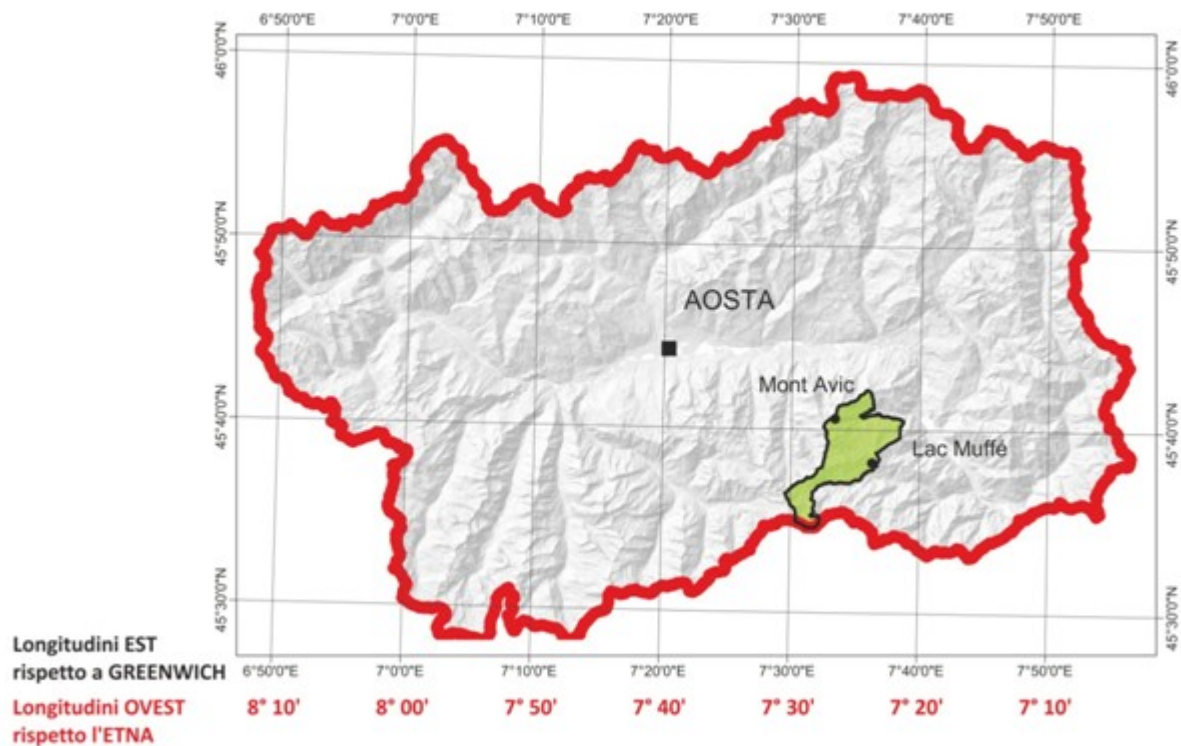 6°50'0"E 7°0'0"E 7°10'0"E 7°20'0"E 7°30'0"E 7°40'0"E 7°50'0"E
46°0'0"N
46°0'0"N
45°50'0"N
45°50'0"N
AOSTA
Mont Avic
45°40'0"N
45°40'0"N
Lac Muffé
45°30'0"N
45°30'0"N
Longitudini EST
rispetto a GREENWICH
6°50'0"E 7°0'0"E 7°10'0"E 7°20'0"E 7°30'0"E 7°40'0"E 7°50'0"E
Longitudini OVEST
rispetto l'ETNA
8° 10' 8° 00' 7° 50' 7° 40' 7° 30' 7° 20' 7° 10'